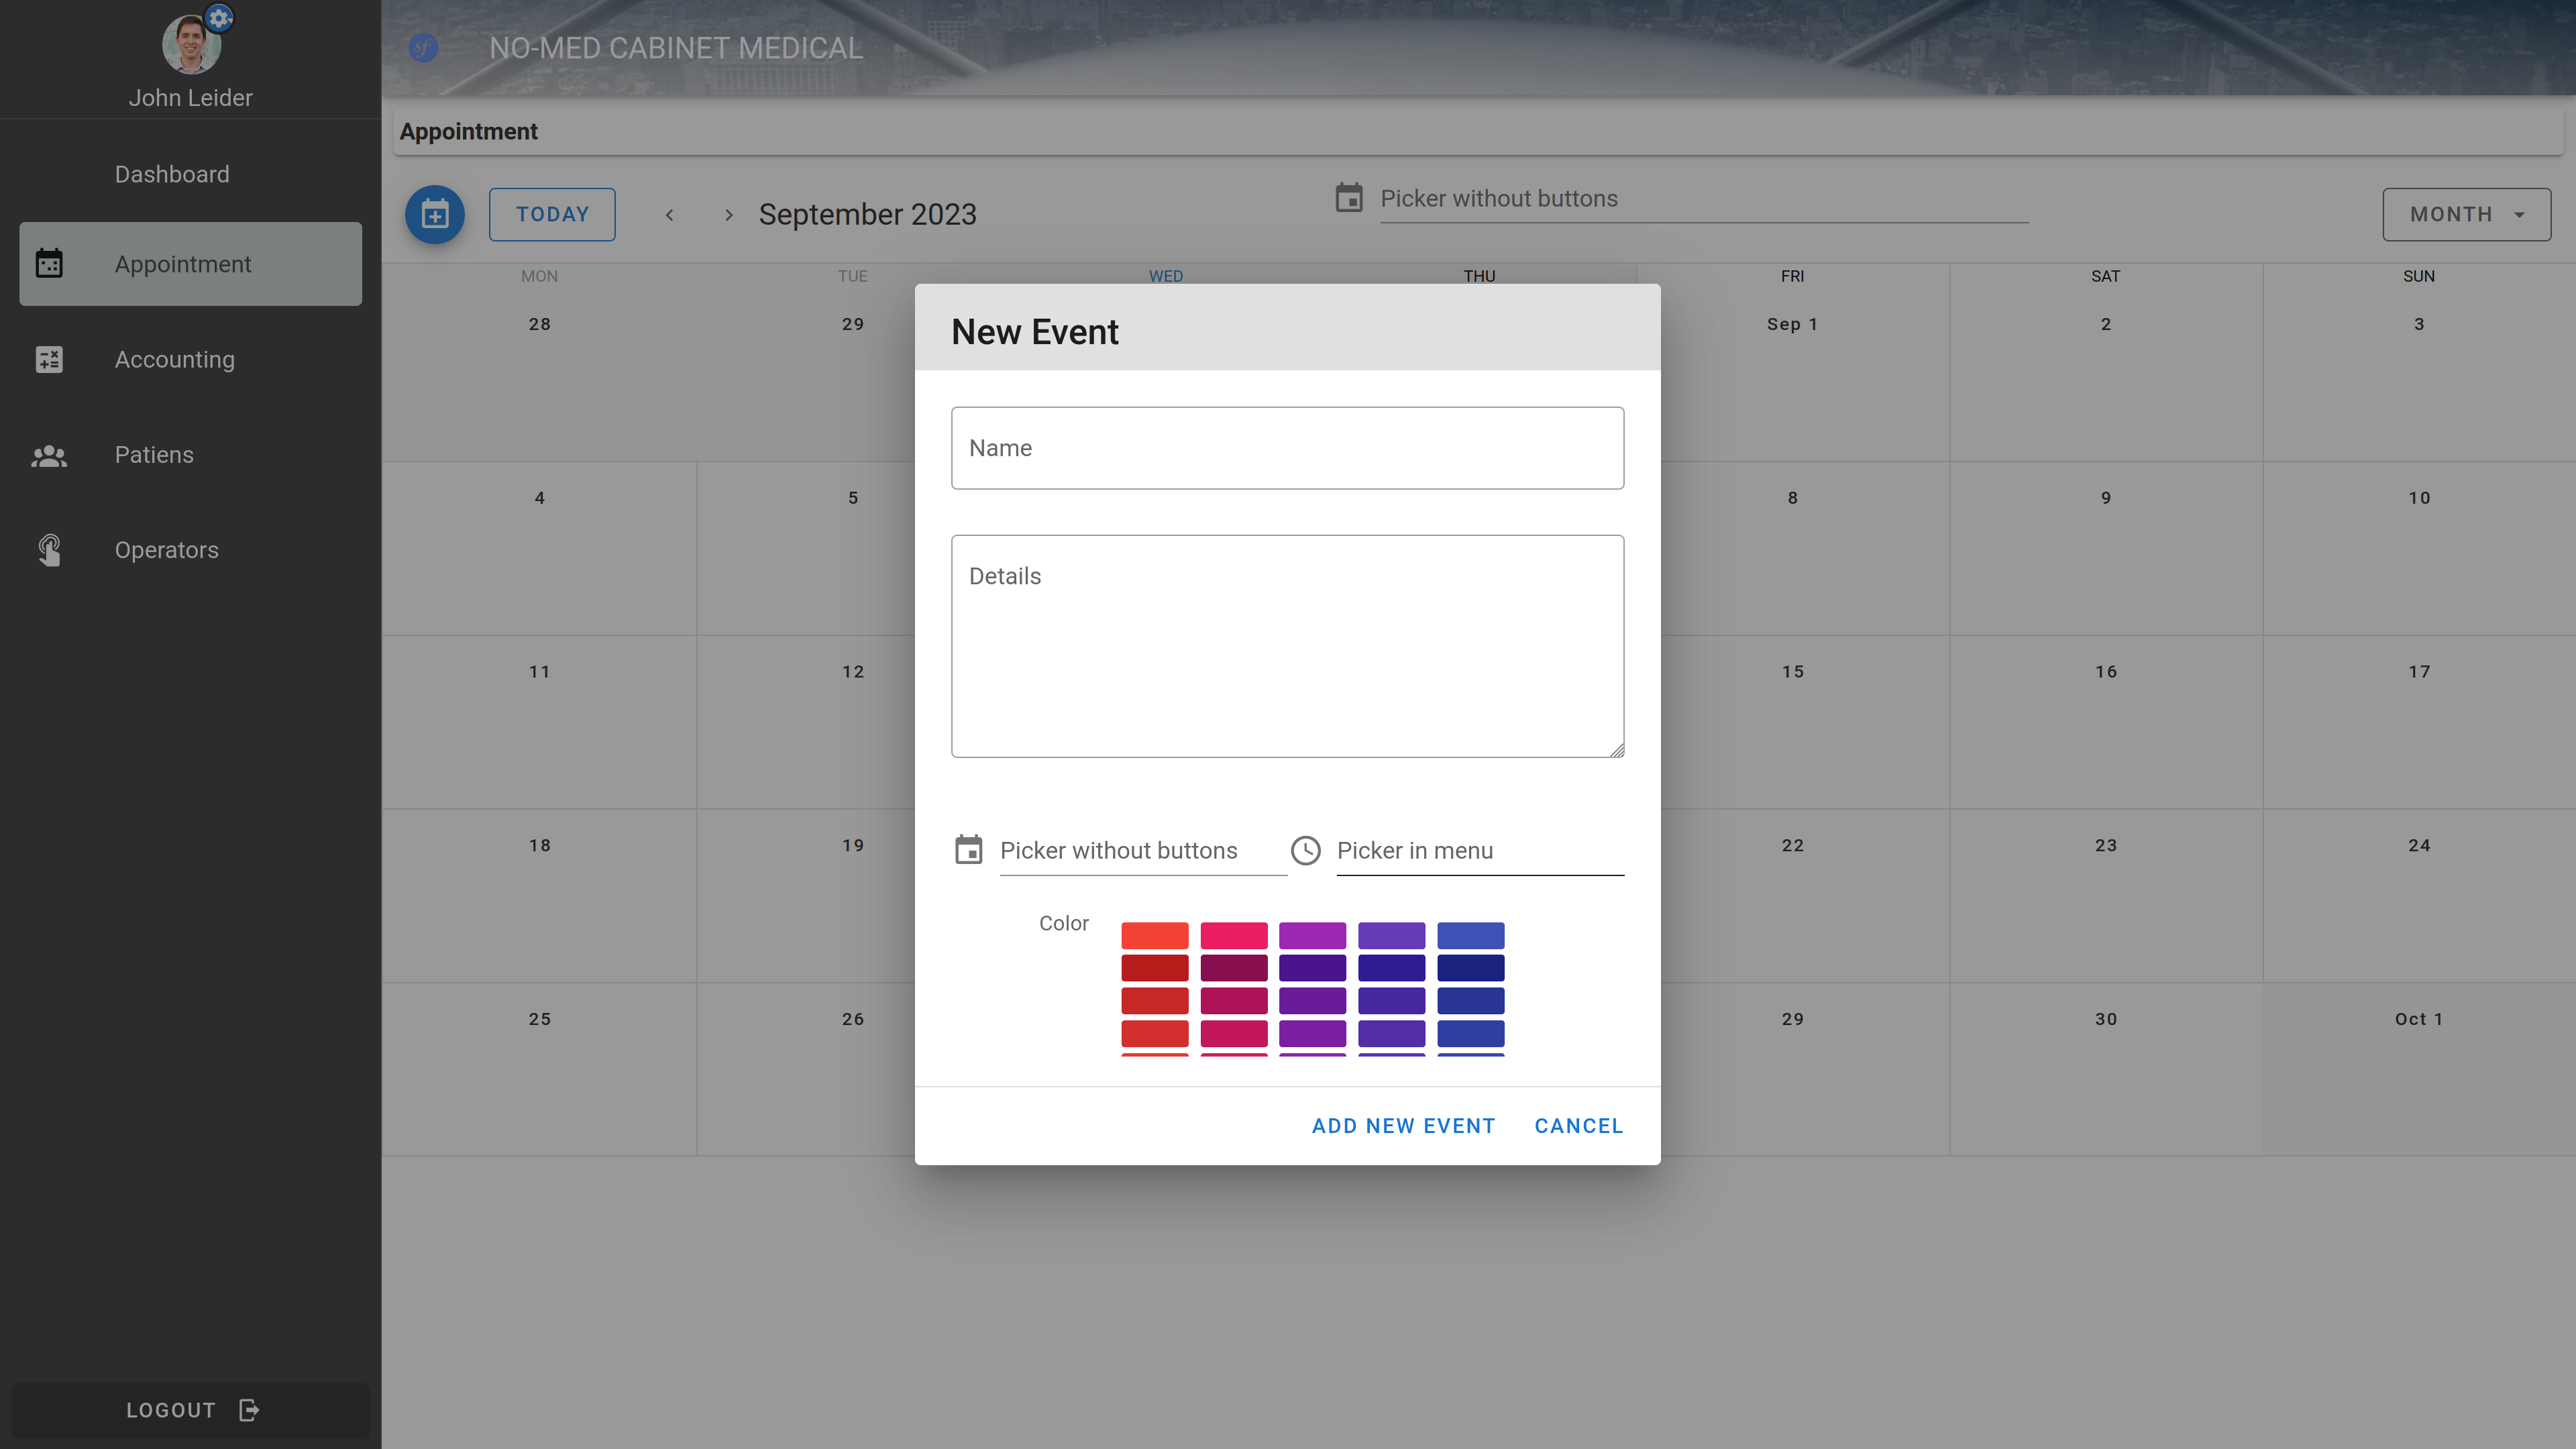 John Leider
Dashboard
Appointment
Accounting
Patiens
Operators
LOGOUT
sf
NO-MED CABINET MEDICAL
Appointment
TODAY
September 2023
Picker without buttons
MONTH
MON TUE WED THU FRI SAT SUN
28 29 Sep 1 2 3
4 5 8 9 10
11 12 15 16 17
18 19 22 23 24
25 26 29 30 Oct 1
New Event
Name
Details
Picker without buttons Picker in menu
Color
ADD NEW EVENT CANCEL